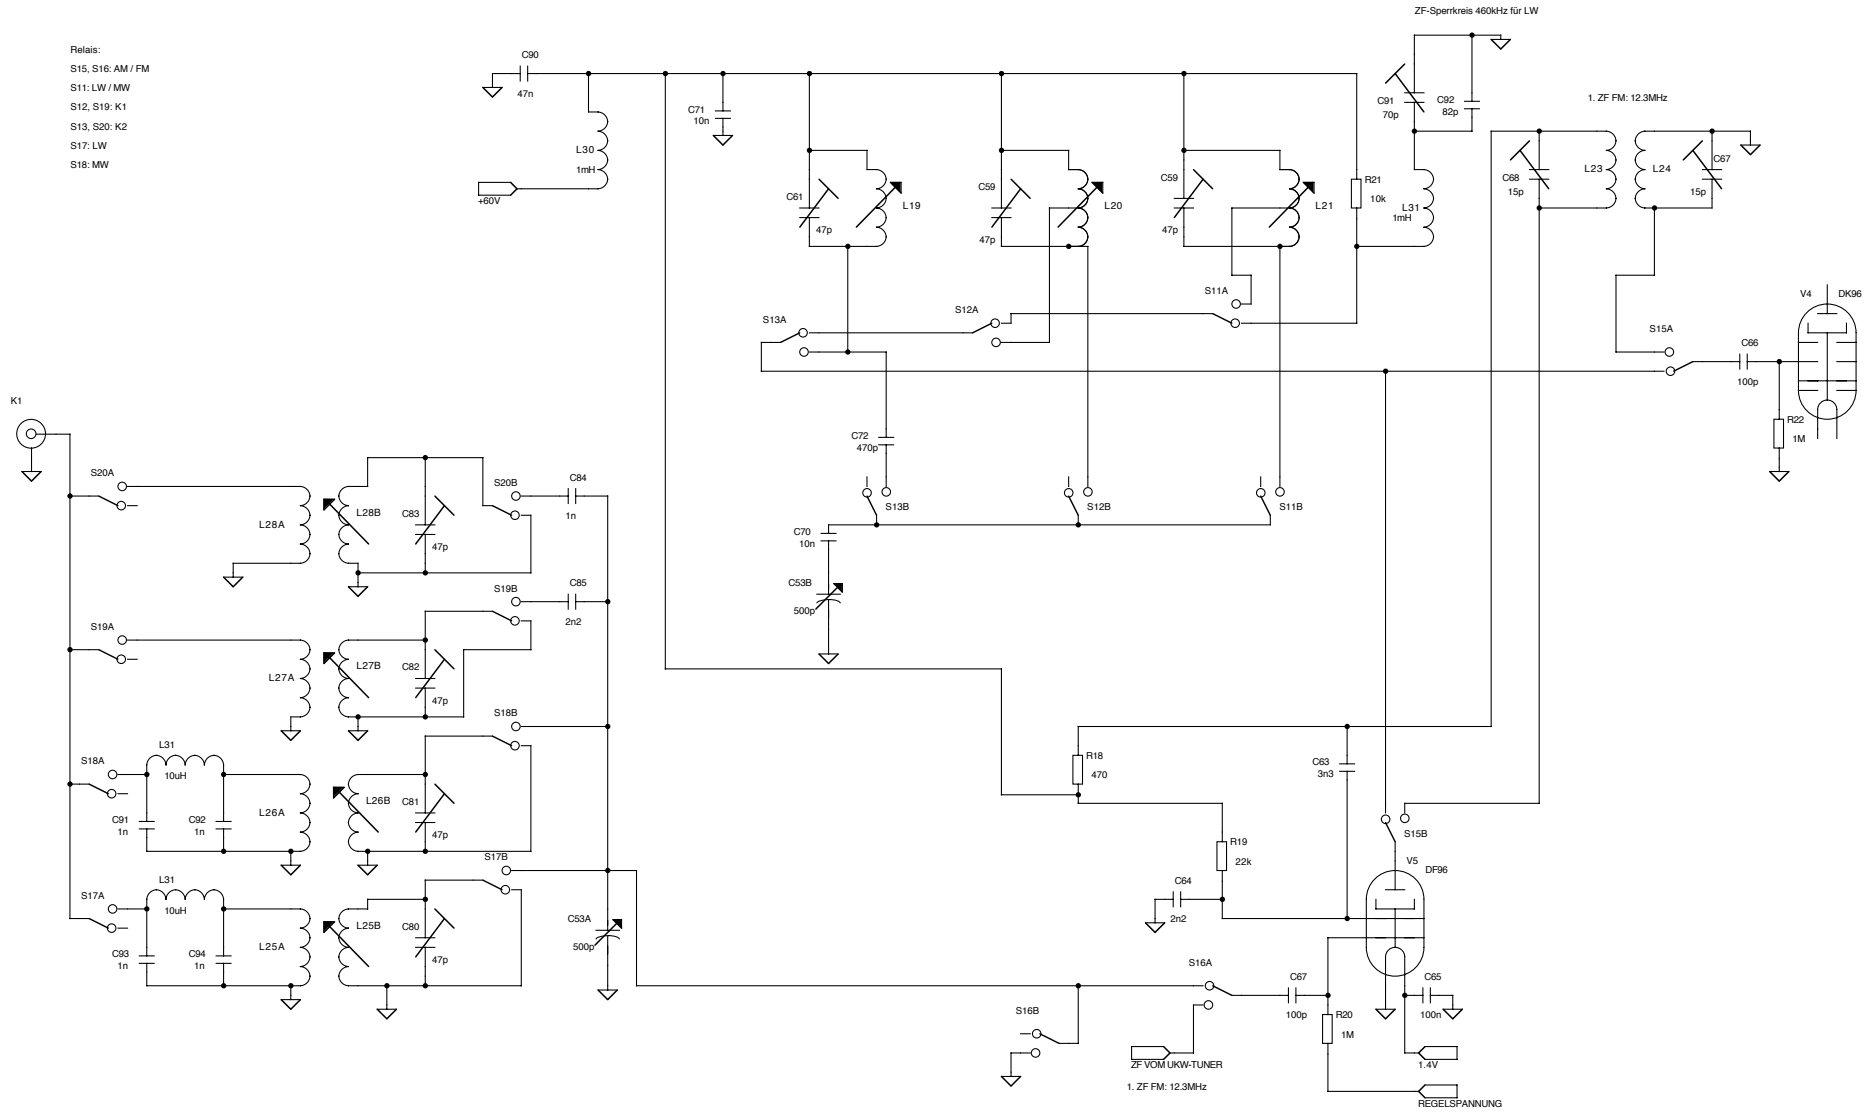 ZF-Sperrkreis 460kHz für LW
Relais:
S15, S16: AM / FM
S11: LW / MW
S12, S19: K1
S13, S20: K2
S17: LW
S18: MW
C90
47n
L30
1mH
+60V
C71
10n
C61
47p
L19
C59
47p
L20
C59
47p
L21
R21
10k
L31
1mH
C91
70p
C92
82p
1. ZF FM: 12.3MHz
C68
15p
L23
L24
C67
15p
S13A
S12A
S11A
S15A
V4
DK96
C66
100p
R22
1M
K1
C72
470p
S13B
S12B
S11B
C70
10n
C53B
500p
S20A
L28A
L28B
C83
47p
S20B
C84
1n
S19A
L27A
L27B
C82
47p
S19B
C85
2n2
S18A
L31
10uH
C91
1n
C92
1n
L26A
L26B
C81
47p
S18B
S17A
L31
10uH
C93
1n
C94
1n
L25A
L25B
C80
47p
S17B
C53A
500p
R18
470
C63
3n3
R19
22k
C64
2n2
S15B
V5
DF96
S16A
S16B
C67
100p
R20
1M
C65
100n
ZF VOM UKW-TUNER
1. ZF FM: 12.3MHz
1.4V
REGELSPANNUNG